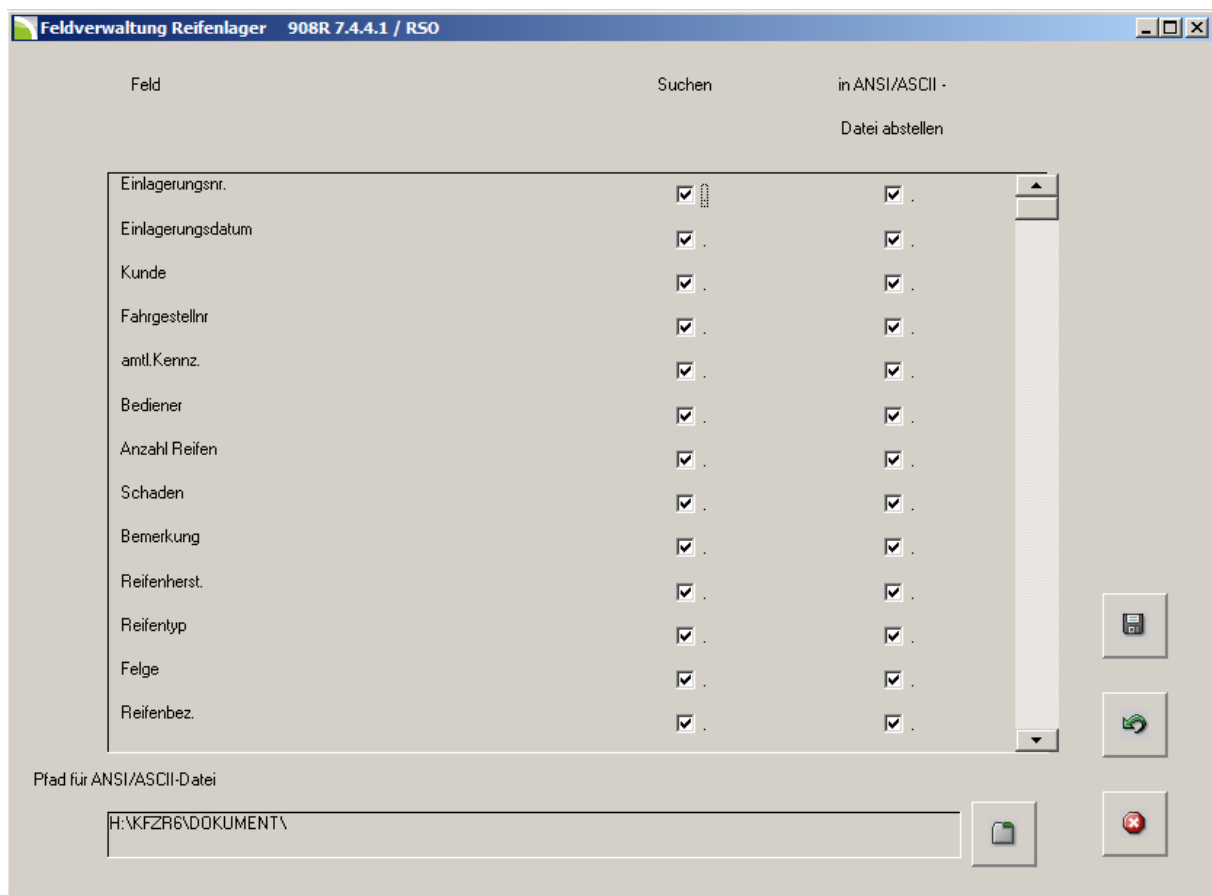 Feldverwaltung Reifenlager 908R 7.4.4.1 / RSO
Feld Suchen in ANSI/ASCII -
Datei abstellen
Einlagerungsnr. .
Einlagerungsdatum . .
Kunde . .
Fahrgestellnr . .
amtl.Kennz. . .
Bediener . .
Anzahl Reifen . .
Schaden . .
Bemerkung . .
Reifenherst. . .
Reifentyp . .
Felge . .
Reifenbez. . .
Pfad für ANSI/ASCII-Datei
H:\KFZR6\DOKUMENT\